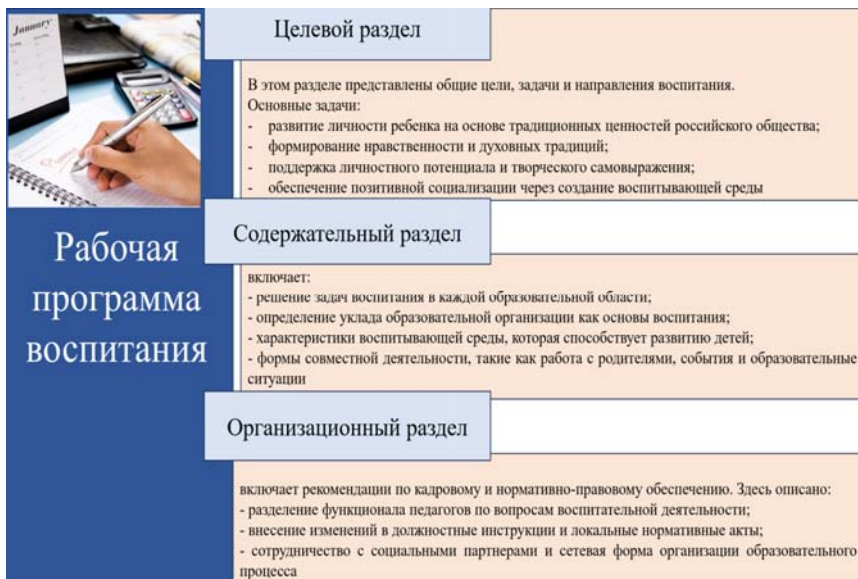 January
Рабочая
программа
воспитания
Целевой раздел
В этом разделе представлены общие цели, задачи и направления воспитания.
Основные задачи:
- развитие личности ребенка на основе традиционных ценностей российского общества;
- формирование нравственности и духовных традиций;
- поддержка личностного потенциала и творческого самовыражения;
- обеспечение позитивной социализации через создание воспитывающей среды
Содержательный раздел
включает:
- решение задач воспитания в каждой образовательной области;
- определение уклада образовательной организации как основы воспитания;
- характеристики воспитывающей среды, которая способствует развитию детей;
- формы совместной деятельности, такие как работа с родителями, события и образовательные
ситуации
Организационный раздел
включает рекомендации по кадровому и нормативно-правовому обеспечению. Здесь описано:
- разделение функционала педагогов по вопросам воспитательной деятельности;
- внесение изменений в должностные инструкции и локальные нормативные акты;
- сотрудничество с социальными партнерами и сетевая форма организации образовательного
процесса